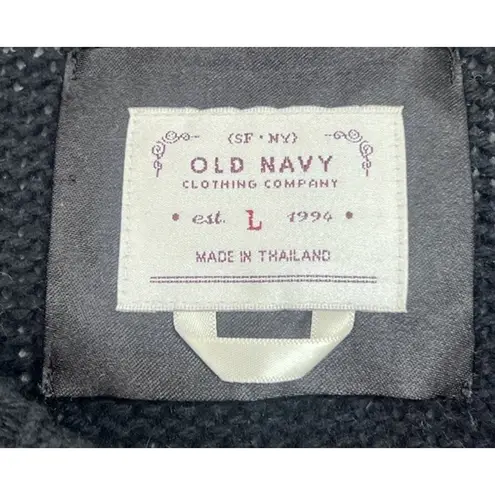 (SF · NY)
OLD NAVY
CLOTHING COMPANY
• est. L 1994 •
MADE IN THAILAND